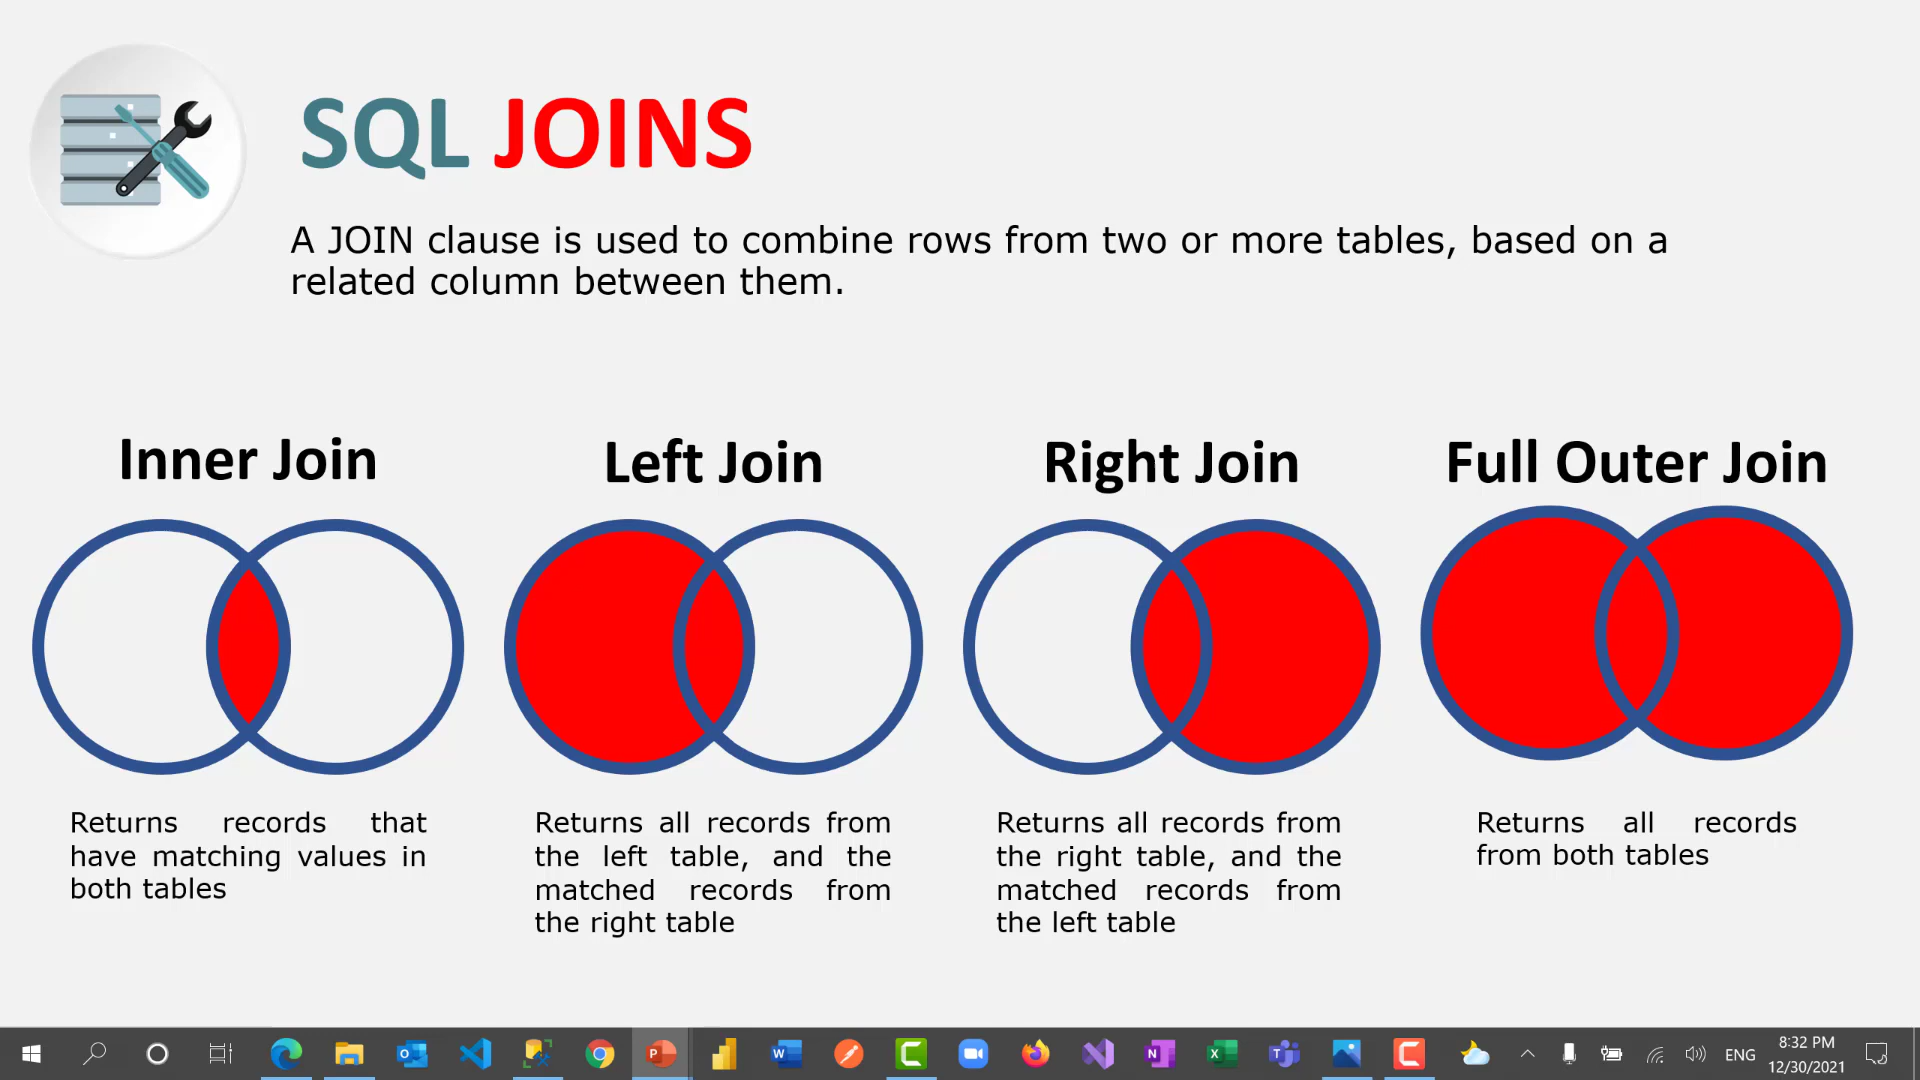 SQL JOINS
A JOIN clause is used to combine rows from two or more tables, based on a
related column between them.
Inner Join
Returns records that
have matching values in
both tables
Left Join
Returns all records from
the left table, and the
matched records from
the right table
Right Join
Returns all records from
the right table, and the
matched records from
the left table
Full Outer Join
Returns all records
from both tables
ENG
8:32 PM
12/30/2021